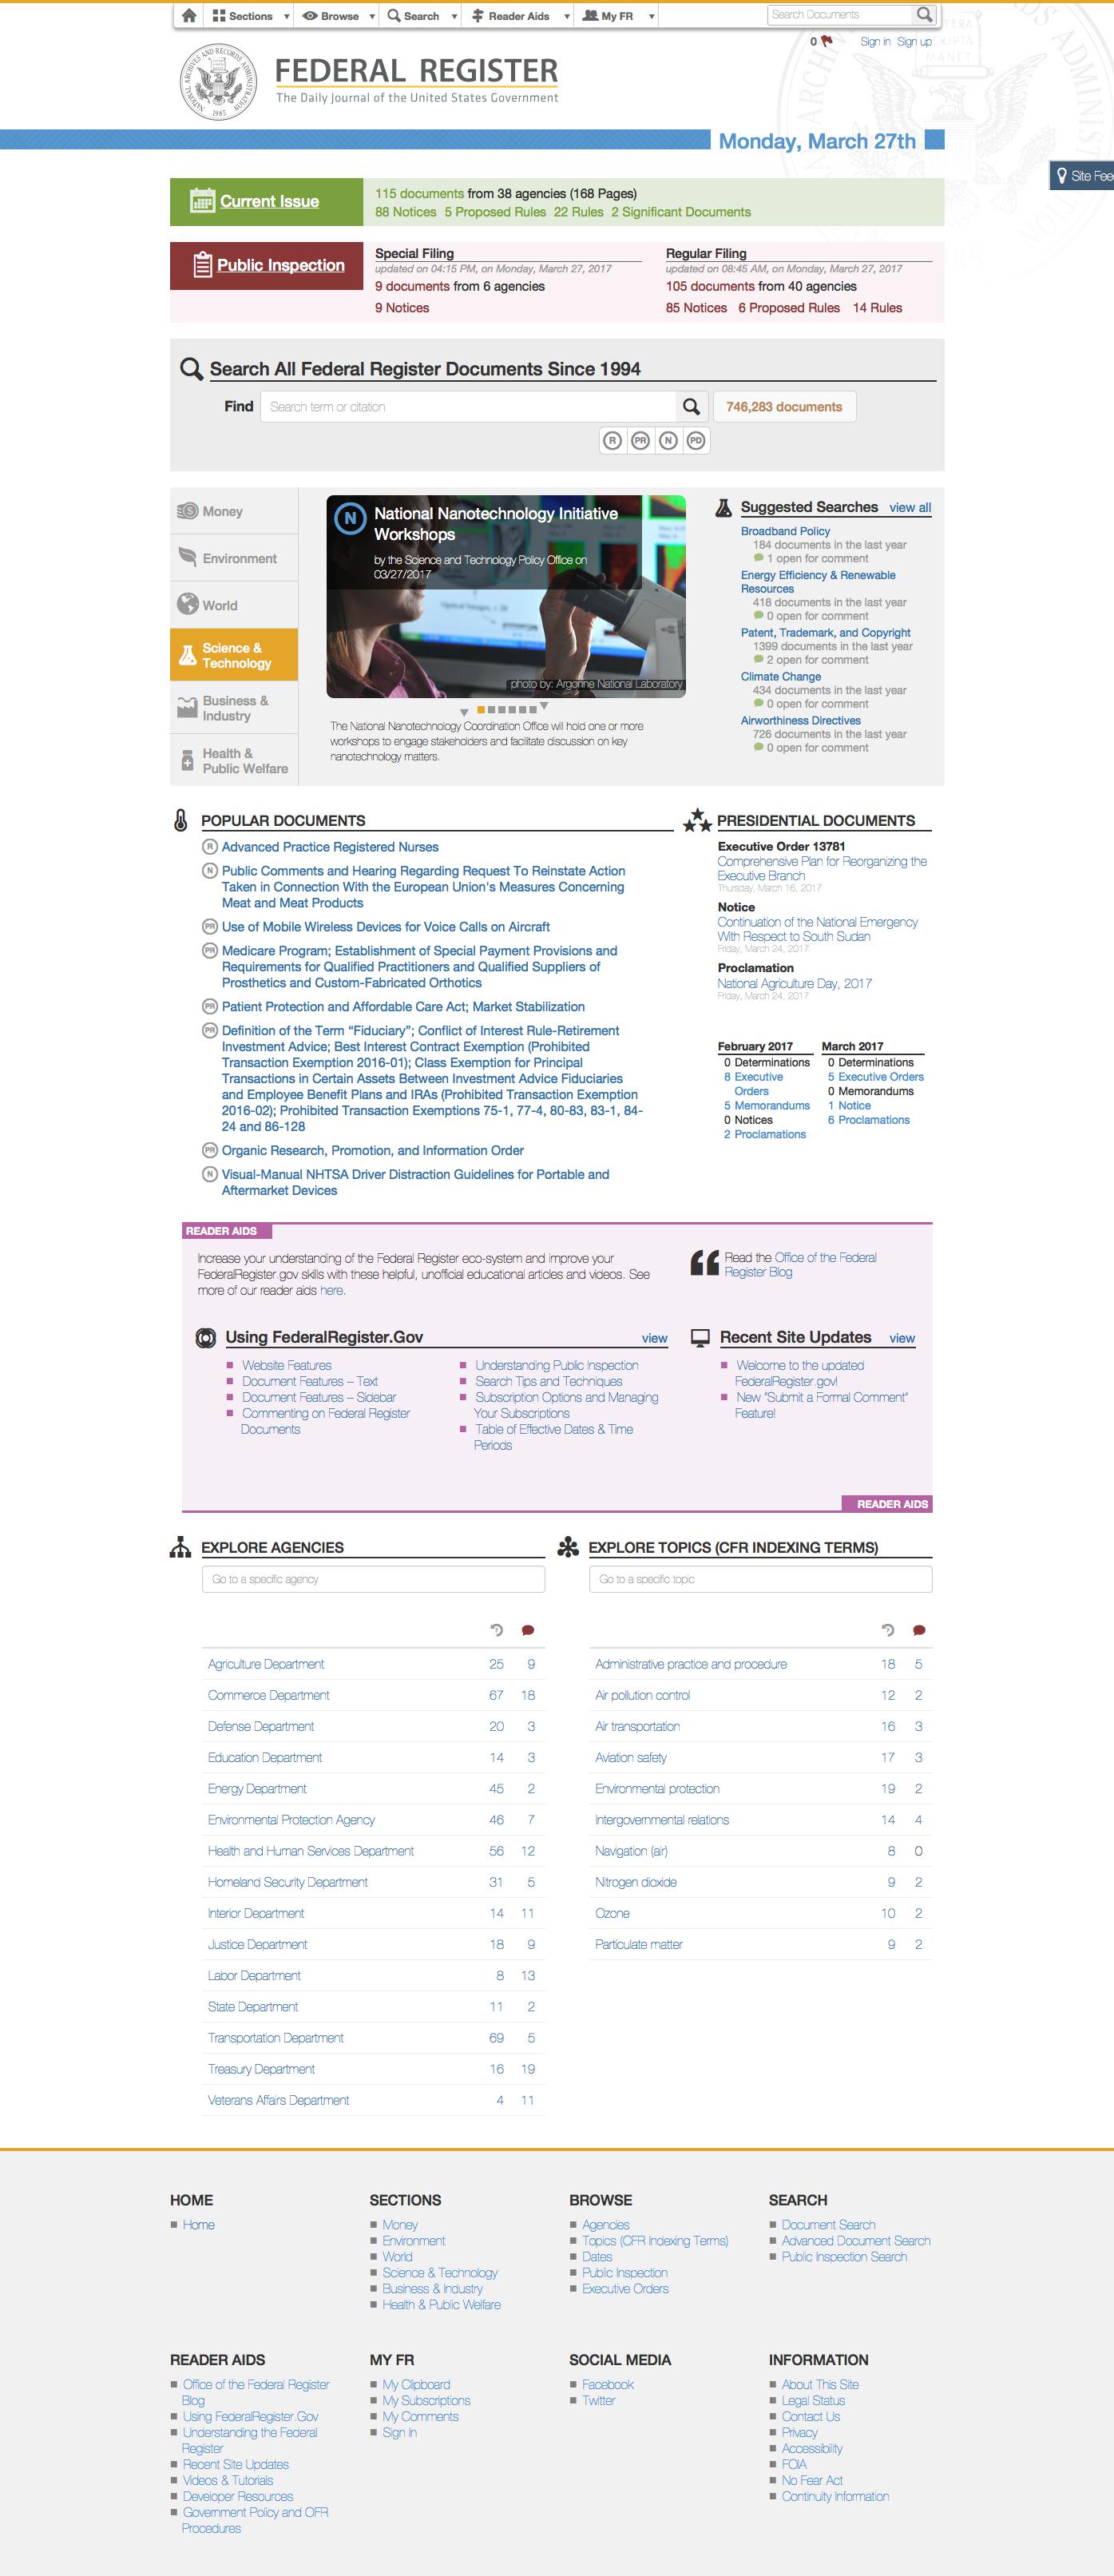 Sections
Browse
Search
Reader Aids
My FR
Search Documents
0
Sign in Sign up
FEDERAL REGISTER
The Daily Journal of the United States Government
Monday, March 27th
Site Fee
Current Issue
115 documents from 38 agencies (168 Pages)
88 Notices 5 Proposed Rules 22 Rules 2 Significant Documents
Public Inspection
Special Filing
updated on 04:15 PM, on Monday, March 27, 2017
9 documents from 6 agencies
9 Notices
Regular Filing
updated on 08:45 AM, on Monday, March 27, 2017
105 documents from 40 agencies
85 Notices 6 Proposed Rules 14 Rules
Search All Federal Register Documents Since 1994
Find
Search term or citation
746,283 documents
R PR N PD
Money
Environment
World
Science &
Technology
Business &
Industry
Health &
Public Welfare
N
National Nanotechnology Initiative
Workshops
by the Science and Technology Policy Office on
03/27/2017
photo by: Argonne National Laboratory
The National Nanotechnology Coordination Office will hold one or more
workshops to engage stakeholders and facilitate discussion on key
nanotechnology matters.
Suggested Searches view all
Broadband Policy
184 documents in the last year
1 open for comment
Energy Efficiency & Renewable
Resources
418 documents in the last year
0 open for comment
Patent, Trademark, and Copyright
1399 documents in the last year
2 open for comment
Climate Change
434 documents in the last year
0 open for comment
Airworthiness Directives
726 documents in the last year
0 open for comment
POPULAR DOCUMENTS
R Advanced Practice Registered Nurses
N Public Comments and Hearing Regarding Request To Reinstate Action
Taken in Connection With the European Union's Measures Concerning
Meat and Meat Products
PR Use of Mobile Wireless Devices for Voice Calls on Aircraft
PR Medicare Program; Establishment of Special Payment Provisions and
Requirements for Qualified Practitioners and Qualified Suppliers of
Prosthetics and Custom-Fabricated Orthotics
PR Patient Protection and Affordable Care Act; Market Stabilization
PR Definition of the Term “Fiduciary”; Conflict of Interest Rule-Retirement
Investment Advice; Best Interest Contract Exemption (Prohibited
Transaction Exemption 2016-01); Class Exemption for Principal
Transactions in Certain Assets Between Investment Advice Fiduciaries
and Employee Benefit Plans and IRAs (Prohibited Transaction Exemption
2016-02); Prohibited Transaction Exemptions 75-1, 77-4, 80-83, 83-1, 84-
24 and 86-128
PR Organic Research, Promotion, and Information Order
N Visual-Manual NHTSA Driver Distraction Guidelines for Portable and
Aftermarket Devices
PRESIDENTIAL DOCUMENTS
Executive Order 13781
Comprehensive Plan for Reorganizing the
Executive Branch
Thursday, March 16, 2017
Notice
Continuation of the National Emergency
With Respect to South Sudan
Friday, March 24, 2017
Proclamation
National Agriculture Day, 2017
Friday, March 24, 2017
February 2017
0 Determinations
8 Executive
Orders
5 Memorandums
0 Notices
2 Proclamations
March 2017
0 Determinations
5 Executive Orders
0 Memorandums
1 Notice
6 Proclamations
READER AIDS
Increase your understanding of the Federal Register eco-system and improve your
FederalRegister.gov skills with these helpful, unofficial educational articles and videos. See
more of our reader aids here.
Read the Office of the Federal
Register Blog
Using FederalRegister.Gov view
Website Features
Document Features – Text
Document Features – Sidebar
Commenting on Federal Register
Documents
Understanding Public Inspection
Search Tips and Techniques
Subscription Options and Managing
Your Subscriptions
Table of Effective Dates & Time
Periods
Recent Site Updates view
Welcome to the updated
FederalRegister.gov!
New "Submit a Formal Comment"
Feature!
READER AIDS
EXPLORE AGENCIES
Go to a specific agency
Agriculture Department 25 9
Commerce Department 67 18
Defense Department 20 3
Education Department 14 3
Energy Department 45 2
Environmental Protection Agency 46 7
Health and Human Services Department 56 12
Homeland Security Department 31 5
Interior Department 14 11
Justice Department 18 9
Labor Department 8 13
State Department 11 2
Transportation Department 69 5
Treasury Department 16 19
Veterans Affairs Department 4 11
EXPLORE TOPICS (CFR INDEXING TERMS)
Go to a specific topic
Administrative practice and procedure 18 5
Air pollution control 12 2
Air transportation 16 3
Aviation safety 17 3
Environmental protection 19 2
Intergovernmental relations 14 4
Navigation (air) 8 0
Nitrogen dioxide 9 2
Ozone 10 2
Particulate matter 9 2
HOME
Home
SECTIONS
Money
Environment
World
Science & Technology
Business & Industry
Health & Public Welfare
BROWSE
Agencies
Topics (CFR Indexing Terms)
Dates
Public Inspection
Executive Orders
SEARCH
Document Search
Advanced Document Search
Public Inspection Search
READER AIDS
Office of the Federal Register
Blog
Using FederalRegister.Gov
Understanding the Federal
Register
Recent Site Updates
Videos & Tutorials
Developer Resources
Government Policy and OFR
Procedures
MY FR
My Clipboard
My Subscriptions
My Comments
Sign In
SOCIAL MEDIA
Facebook
Twitter
INFORMATION
About This Site
Legal Status
Contact Us
Privacy
Accessibility
FOIA
No Fear Act
Continuity Information